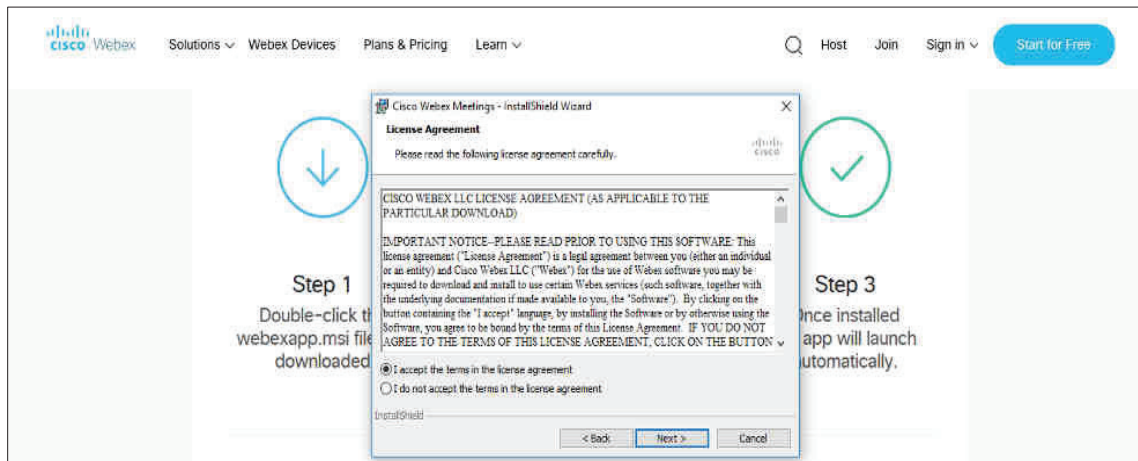 cisco Webex Solutions Webex Devices Plans & Pricing Learn Host Join Sign in Start for Free
Cisco Webex Meetings - InstallShield Wizard
License Agreement
Please read the following license agreement carefully.
cisco
CISCO WEBEX LLC LICENSE AGREEMENT (AS APPLICABLE TO THE
PARTICULAR DOWNLOAD)
IMPORTANT NOTICE--PLEASE READ PRIOR TO USING THIS SOFTWARE: This
license agreement ("License Agreement") is a legal agreement between you (either an individual
or an entity) and Cisco Webex LLC ("Webex") for the use of Webex software you may be
required to download and install to use certain Webex services (such software, together with
the underlying documentation if made available to you, the "Software"). By clicking on the
button containing the "I accept" language, by installing the Software or by otherwise using the
Software, you agree to be bound by the terms of this License Agreement. IF YOU DO NOT
AGREE TO THE TERMS OF THIS LICENSE AGREEMENT, CLICK ON THE BUTTON
I accept the terms in the license agreement
I do not accept the terms in the license agreement
InstallShield
< Back Next > Cancel
Step 1
Double-click
webexapp.msi file
downloaded
Step 3
Once installed
app will launch
automatically.